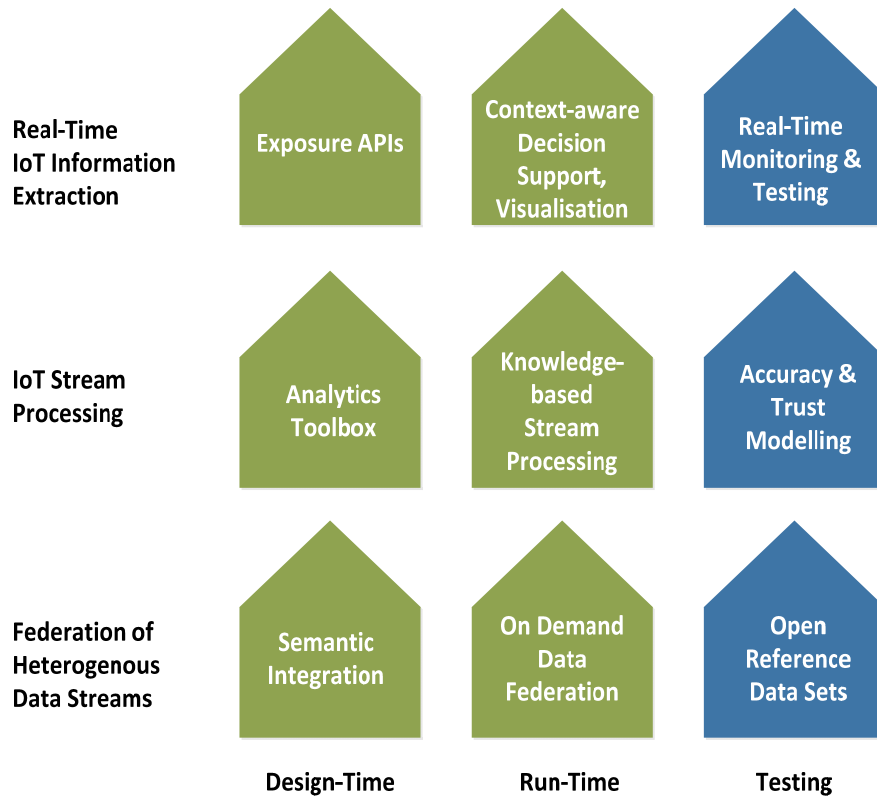 Real-Time
IoT Information
Extraction
Exposure APIs
Context-aware
Decision
Support,
Visualisation
Real-Time
Monitoring &
Testing
IoT Stream
Processing
Analytics
Toolbox
Knowledge-
based
Stream
Processing
Accuracy &
Trust
Modelling
Federation of
Heterogenous
Data Streams
Semantic
Integration
On Demand
Data
Federation
Open
Reference
Data Sets
Design-Time
Run-Time
Testing